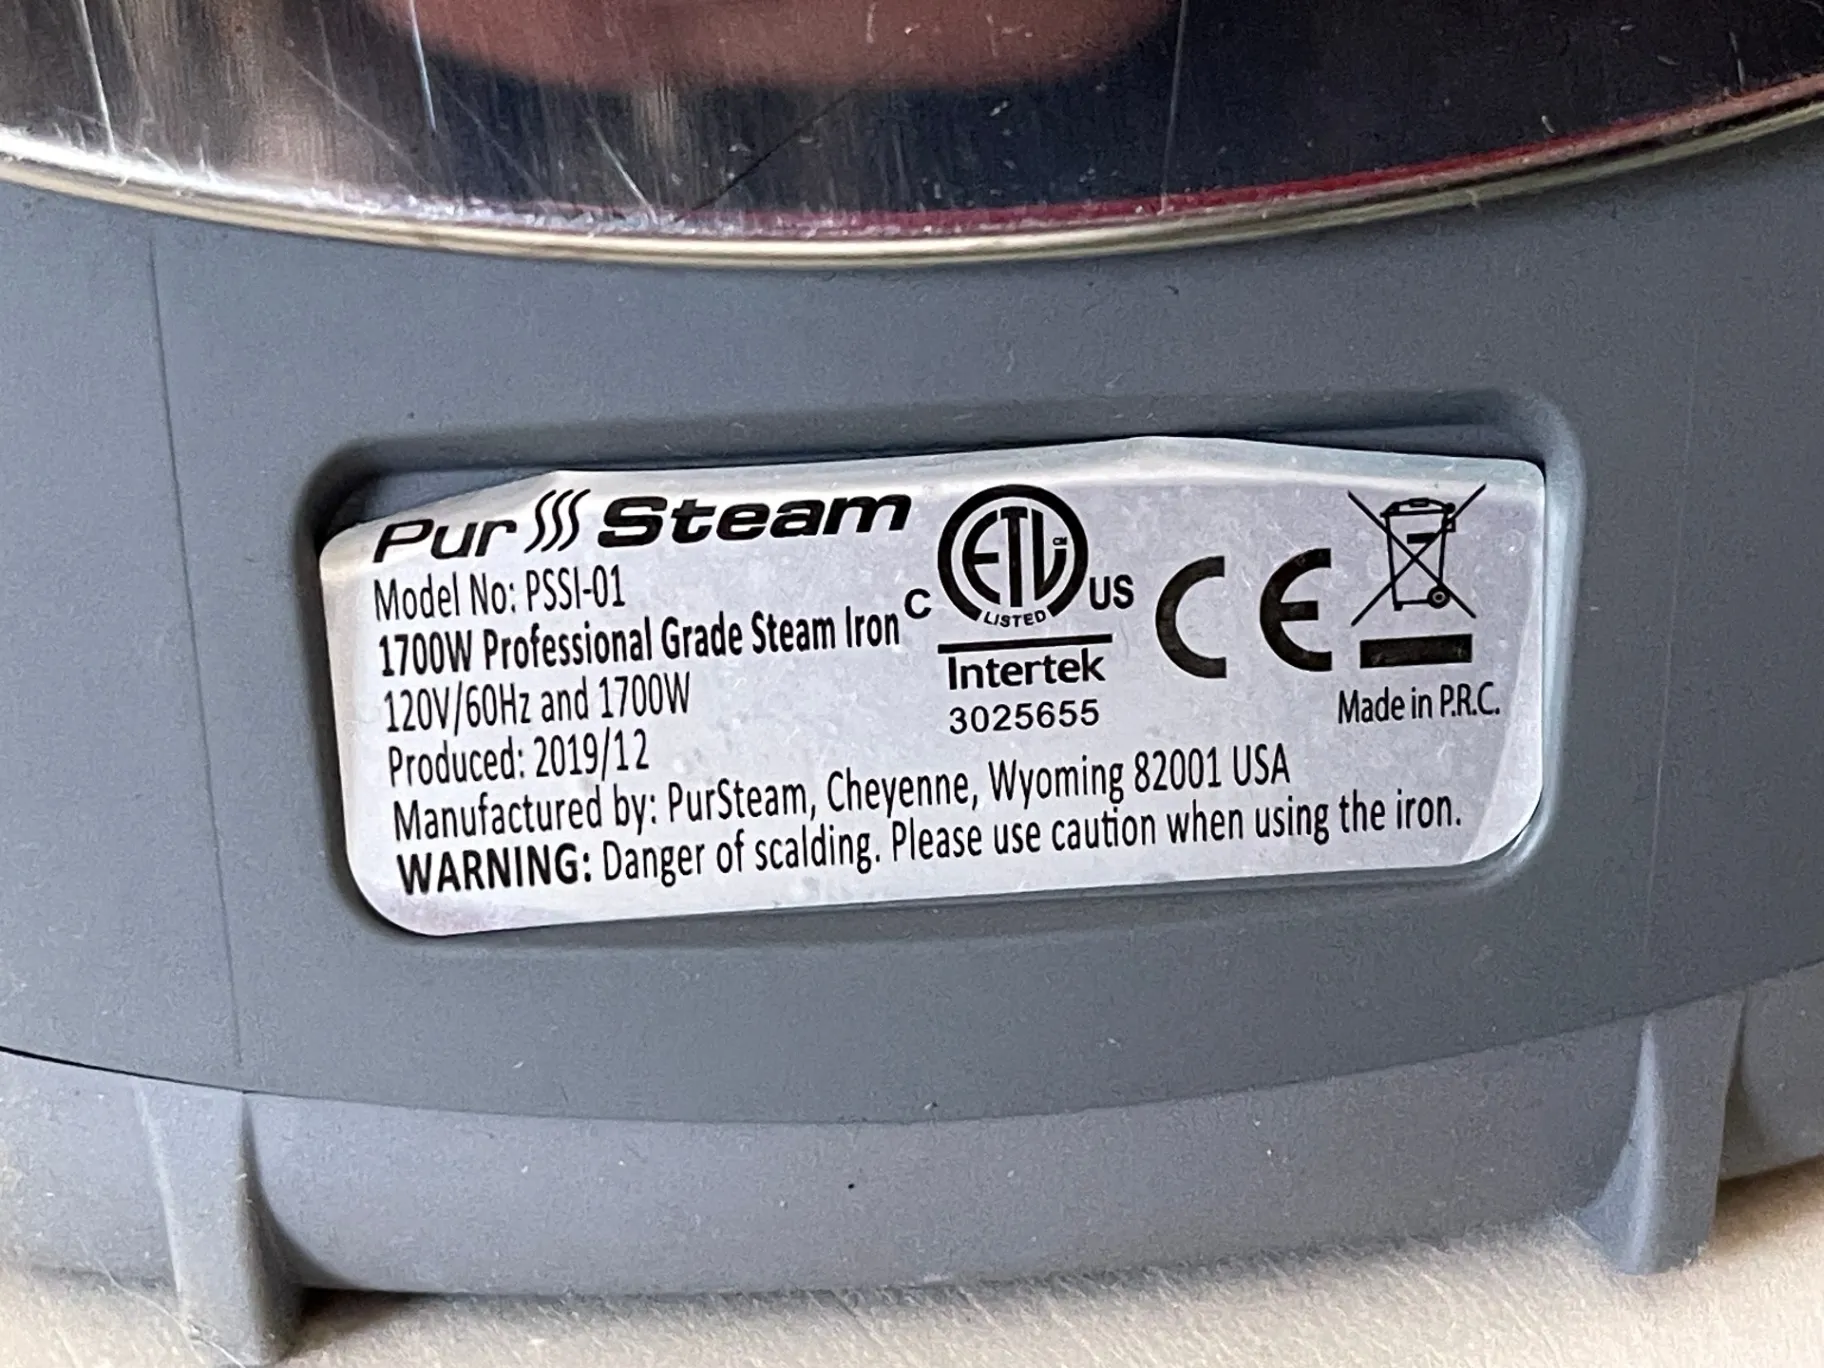 Pur Steam
Model No: PSSI-01
1700W Professional Grade Steam Iron
120V/60Hz and 1700W
Produced: 2019/12
Manufactured by: PurSteam, Cheyenne, Wyoming 82001 USA
WARNING: Danger of scalding. Please use caution when using the iron.
C ETL CM US
LISTED
Intertek
3025655
CE
Made in P.R.C.